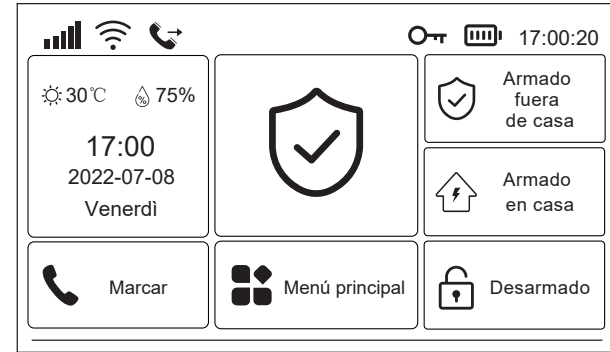 17:00:20
30℃ 75%
17:00
2022-07-08
Venerdì
Armado
fuera
de casa
Armado
en casa
Marcar
Menú principal
Desarmado